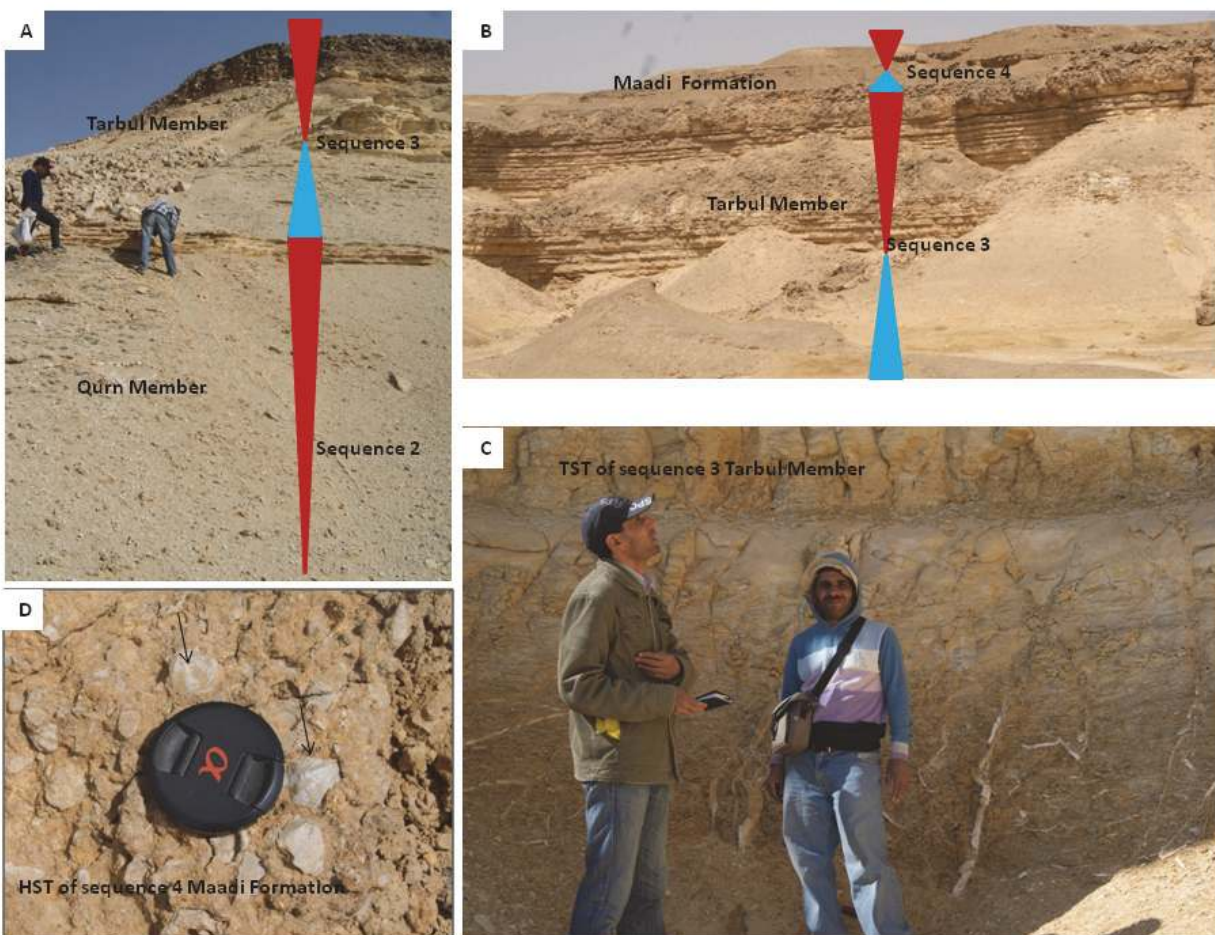 A
Tarbul Member
Sequence 3
Qurn Member
Sequence 2
B
Maadi Formation
Sequence 4
Tarbul Member
Sequence 3
C
TST of sequence 3 Tarbul Member
D
α
HST of sequence 4 Maadi Formation